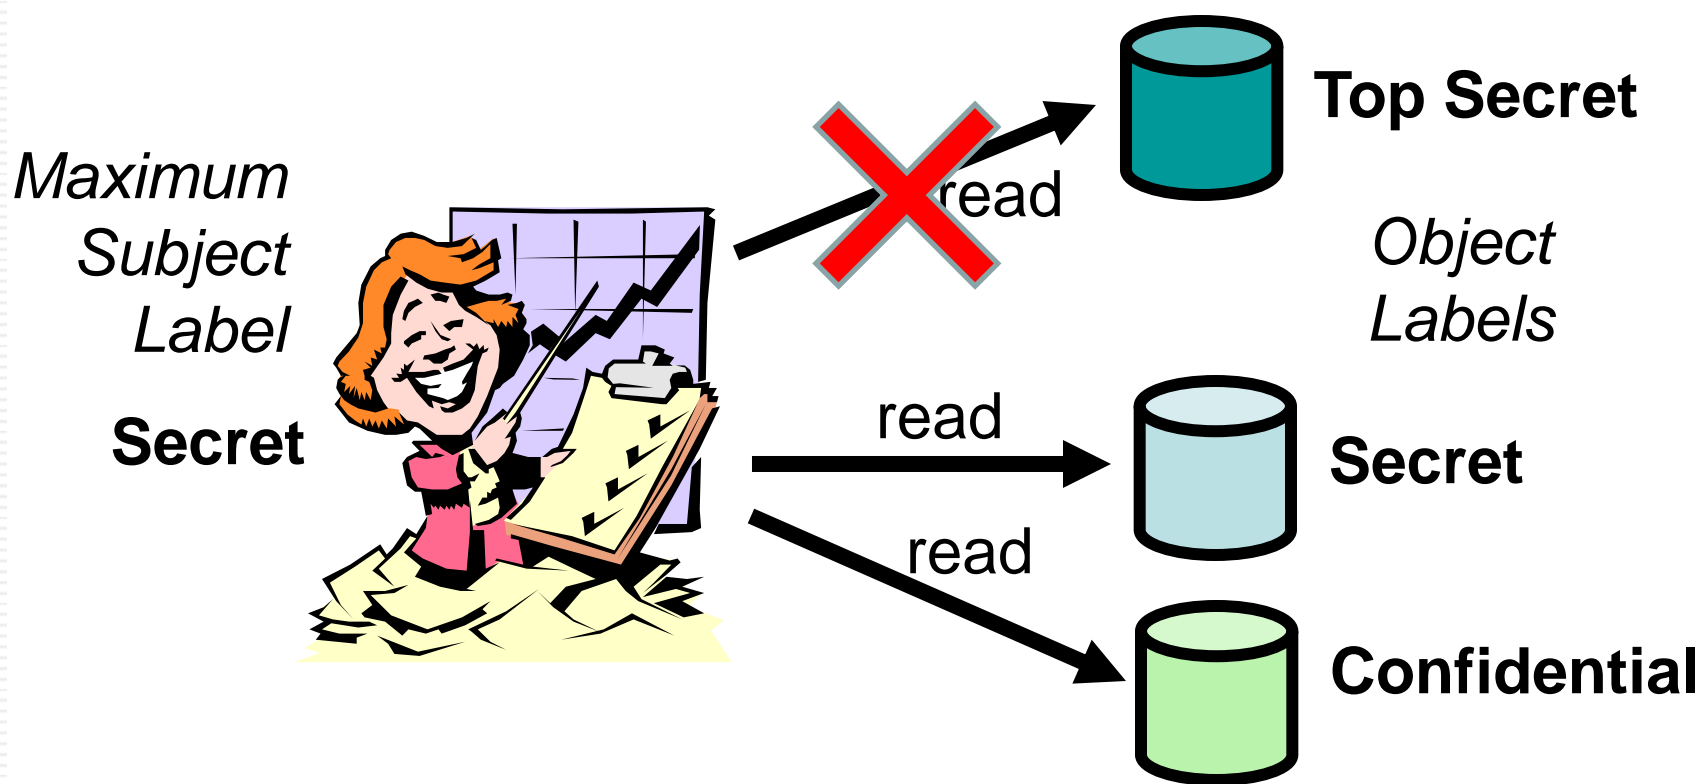 Maximum
Subject
Label
Secret
read
read
read
Top Secret
Object
Labels
Secret
Confidential